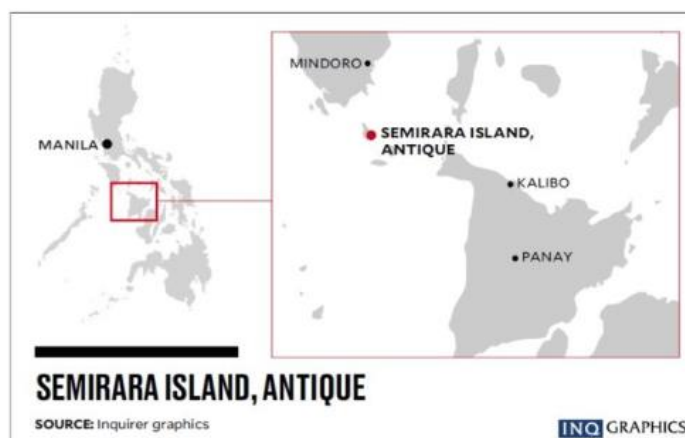 MANILA
MINDORO
SEMIRARA ISLAND,
ANTIQUE
KALIBO
PANAY
SEMIRARA ISLAND, ANTIQUE
SOURCE: Inquirer graphics
INQ GRAPHICS